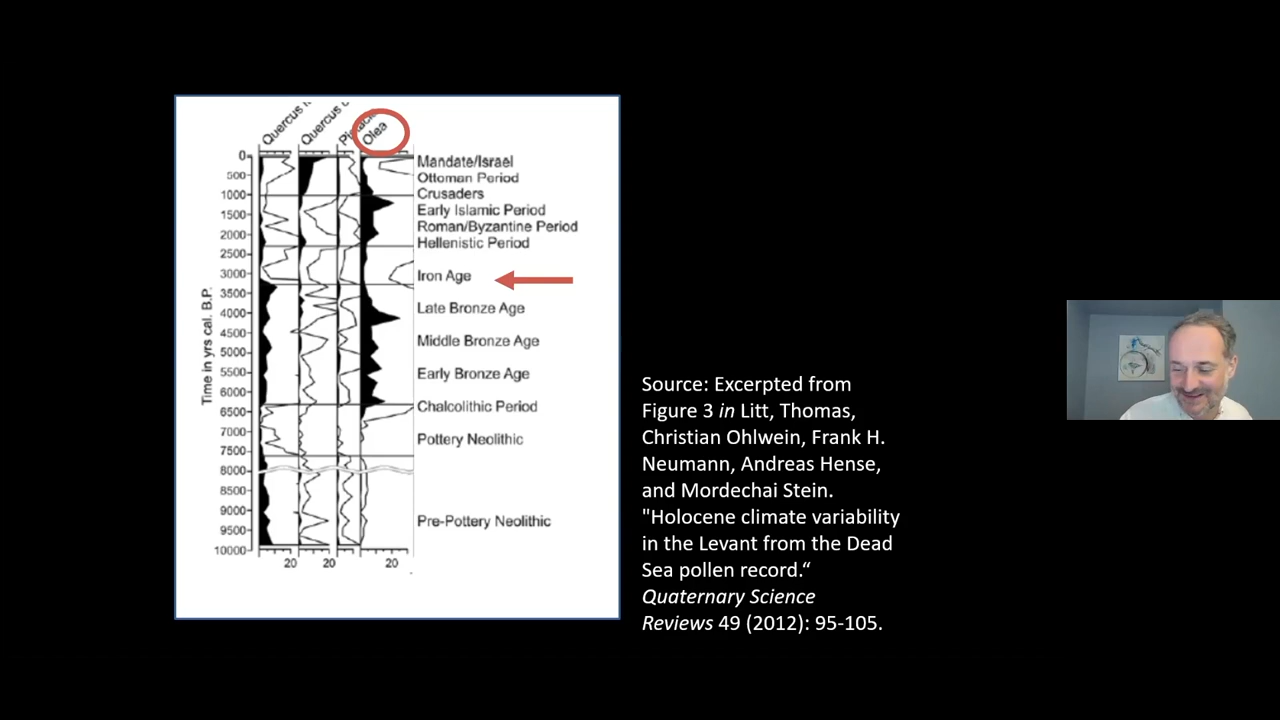 Quercus
Quercus
Olea
0
500
1000
1500
2000
2500
3000
3500
4000
4500
5000
5500
6000
6500
7000
7500
8000
8500
9000
9500
10000
Time in yrs cal. B.P.
20
20
20
Mandate/Israel
Ottoman Period
Crusaders
Early Islamic Period
Roman/Byzantine Period
Hellenistic Period
Iron Age
Late Bronze Age
Middle Bronze Age
Early Bronze Age
Chalcolithic Period
Pottery Neolithic
Pre-Pottery Neolithic
Source: Excerpted from
Figure 3 in Litt, Thomas,
Christian Ohlwein, Frank H.
Neumann, Andreas Hense,
and Mordechai Stein.
"Holocene climate variability
in the Levant from the Dead
Sea pollen record.“
Quaternary Science
Reviews 49 (2012): 95-105.